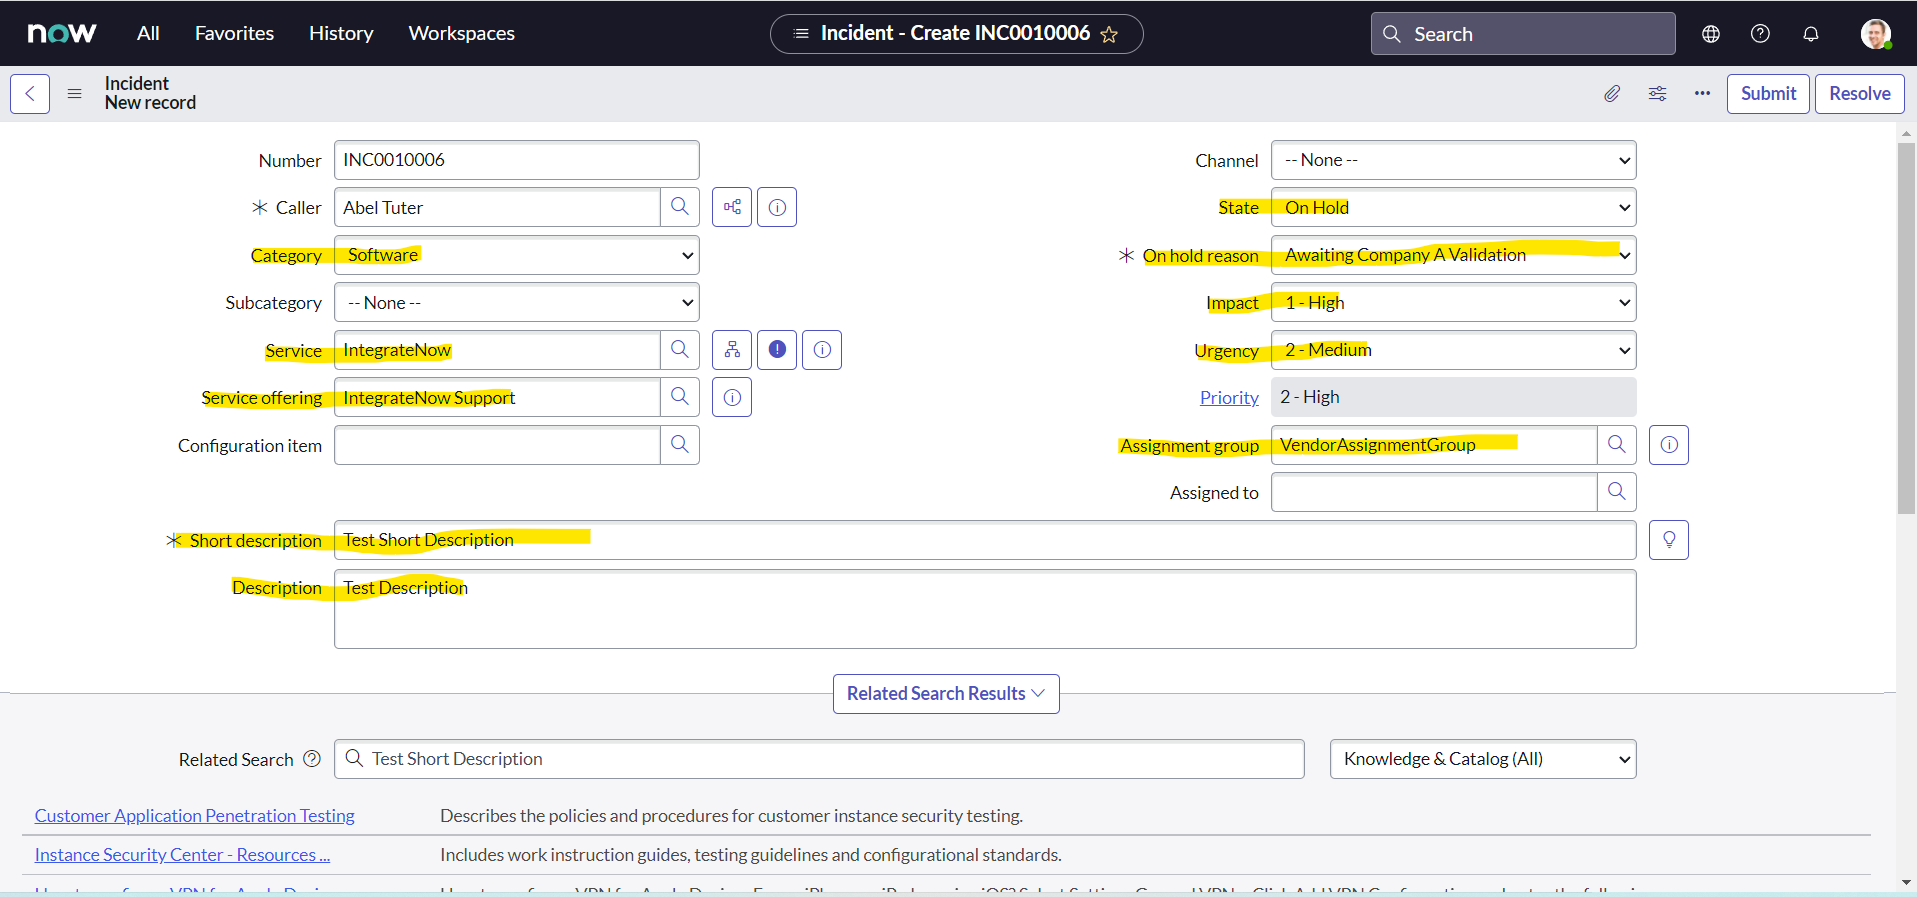 now All Favorites History Workspaces Incident - Create INC0010006 Search
Incident
New record
Submit Resolve
Number INC0010006 Channel -- None --
* Caller Abel Tuter State On Hold
Category Software * On hold reason Awaiting Company A Validation
Subcategory -- None -- Impact 1 - High
Service IntegrateNow Urgency 2 - Medium
Service offering IntegrateNow Support Priority 2 - High
Configuration item Assignment group VendorAssignmentGroup
Assigned to
* Short description Test Short Description
Description Test Description
Related Search Results
Related Search Test Short Description Knowledge & Catalog (All)
Customer Application Penetration Testing Describes the policies and procedures for customer instance security testing.
Instance Security Center - Resources ... Includes work instruction guides, testing guidelines and configurational standards.